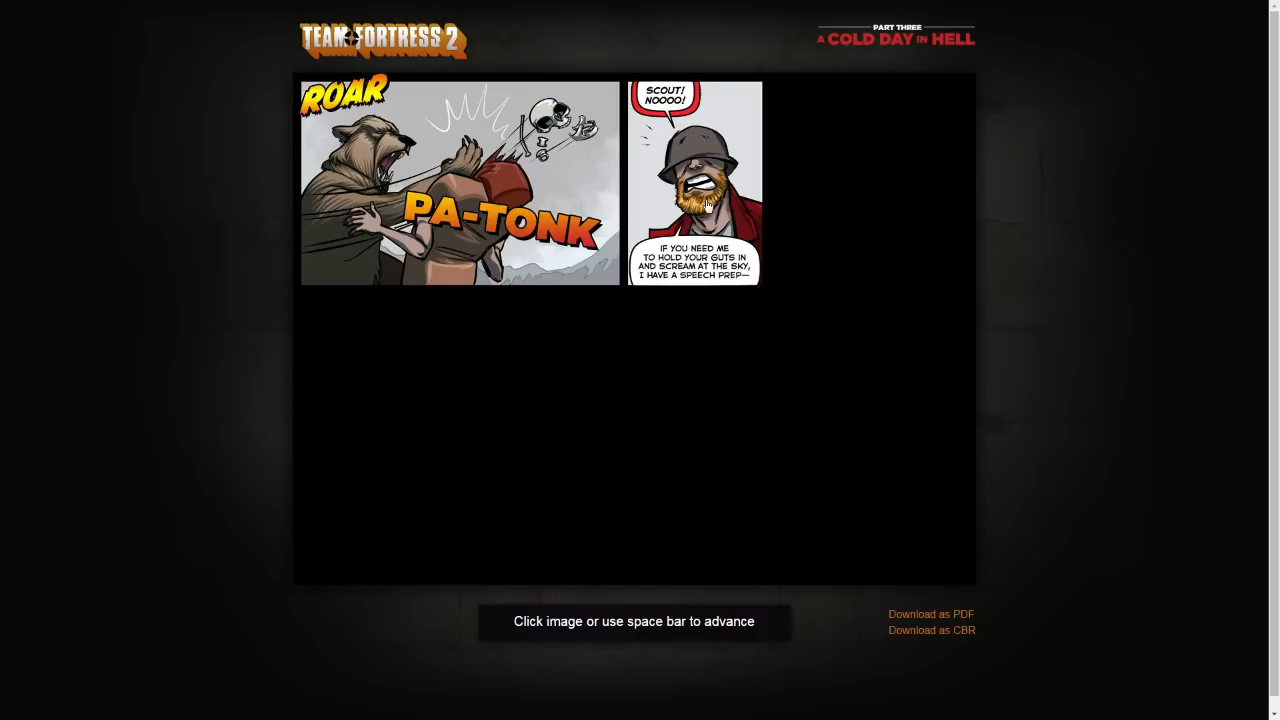 TEAM FORTRESS 2
PART THREE
A COLD DAY IN HELL
ROAR
PA-TONK
SCOUT!
NOOOO!
IF YOU NEED ME
TO HOLD YOUR GUTS IN
AND SCREAM AT THE SKY,
I HAVE A SPEECH PREP—
Click image or use space bar to advance
Download as PDF
Download as CBR